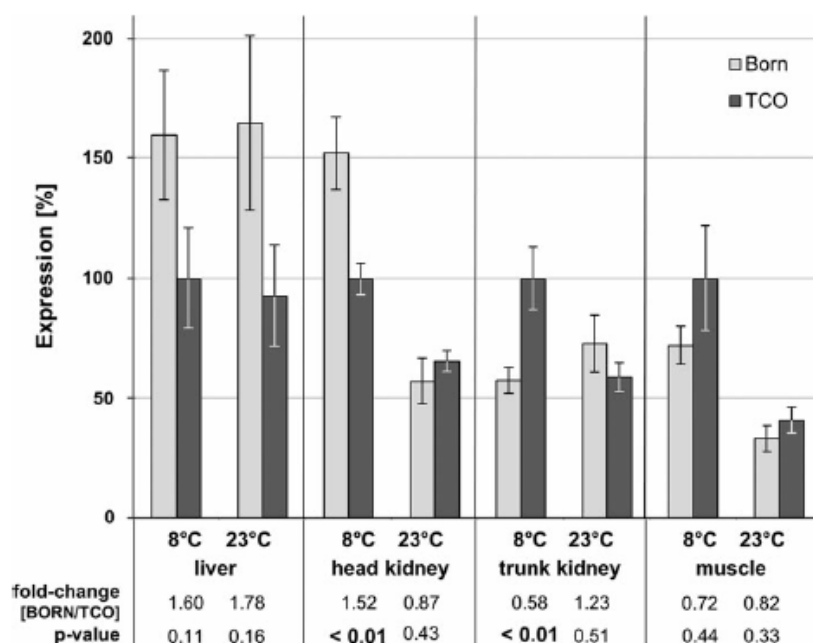 200
Born
TCO
150
Expression [%]
100
50
0
8°C 23°C 8°C 23°C 8°C 23°C 8°C 23°C
liver head kidney trunk kidney muscle
fold-change 1.60 1.78 1.52 0.87 0.58 1.23 0.72 0.82
[BORN/TCO]
p-value 0.11 0.16 < 0.01 0.43 < 0.01 0.51 0.44 0.33